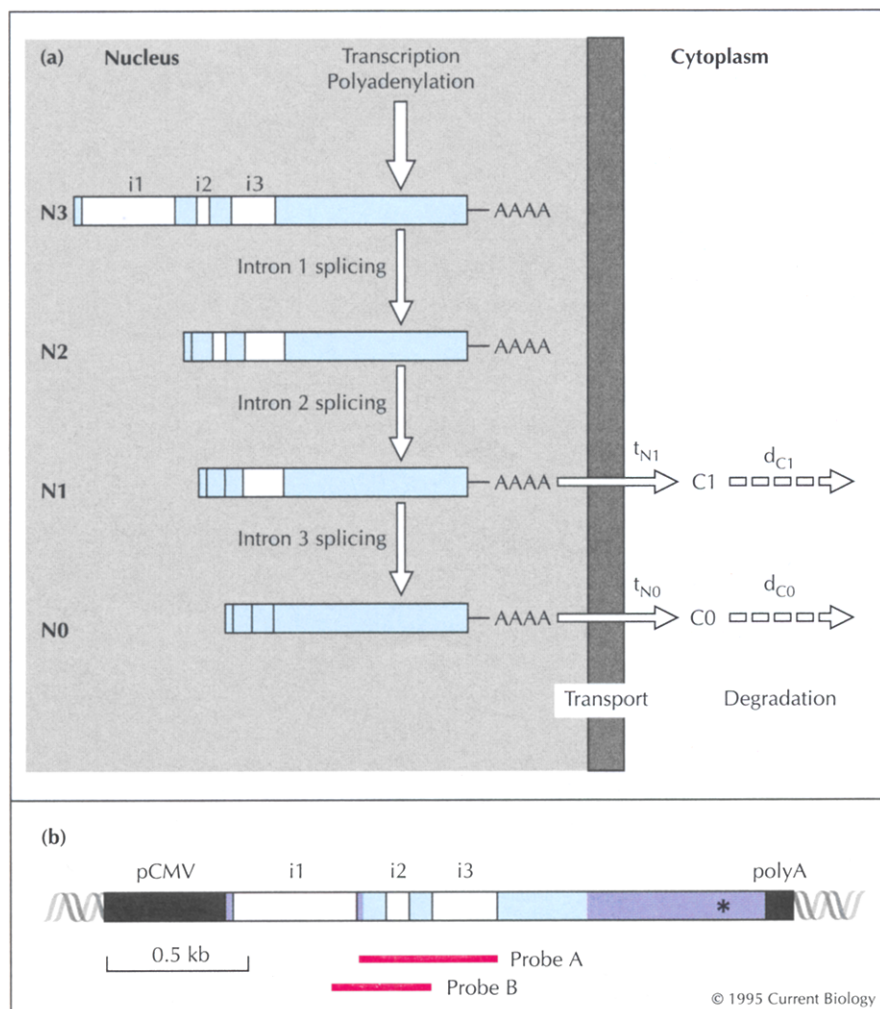 (a) Nucleus
Transcription
Polyadenylation
Cytoplasm
i1 i2 i3
N3 AAAA
Intron 1 splicing
N2 AAAA
Intron 2 splicing
N1 AAAA tN1 C1 dC1
Intron 3 splicing
N0 AAAA tN0 C0 dC0
Transport Degradation
(b)
pCMV i1 i2 i3 polyA
*
0.5 kb
Probe A
Probe B
© 1995 Current Biology